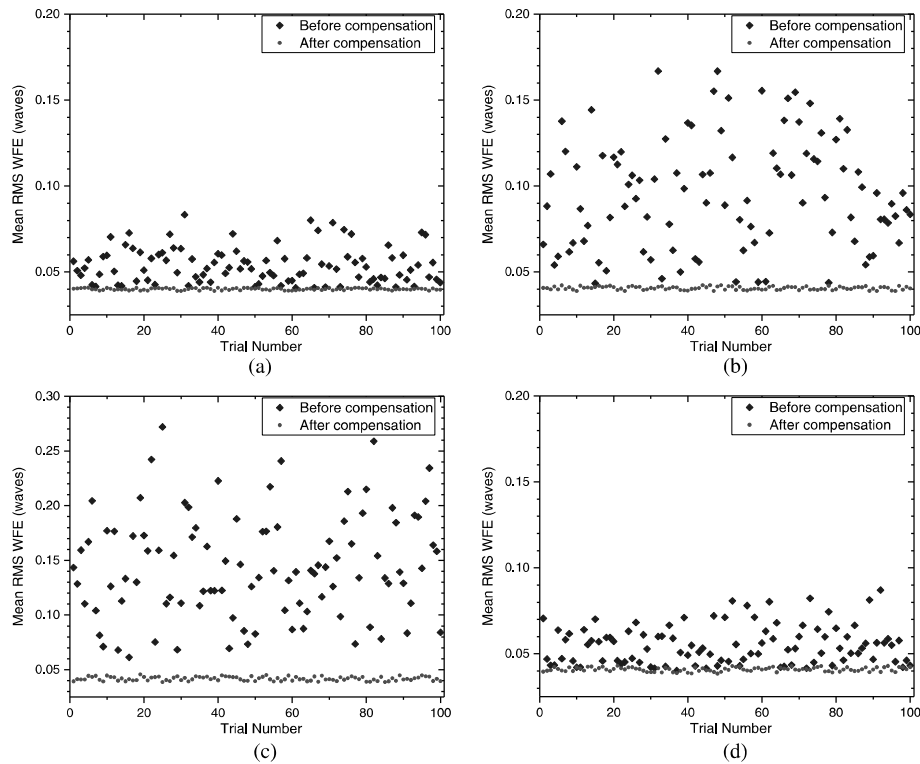 0.20
0.15
0.10
0.05
Mean RMS WFE (waves)
Before compensation
After compensation
0 20 40 60 80 100
Trial Number
(a)
0.20
0.15
0.10
0.05
Mean RMS WFE (waves)
Before compensation
After compensation
0 20 40 60 80 100
Trial Number
(b)
0.30
0.25
0.20
0.15
0.10
0.05
Mean RMS WFE (waves)
Before compensation
After compensation
0 20 40 60 80 100
Trial Number
(c)
0.20
0.15
0.10
0.05
Mean RMS WFE (waves)
Before compensation
After compensation
0 20 40 60 80 100
Trial Number
(d)